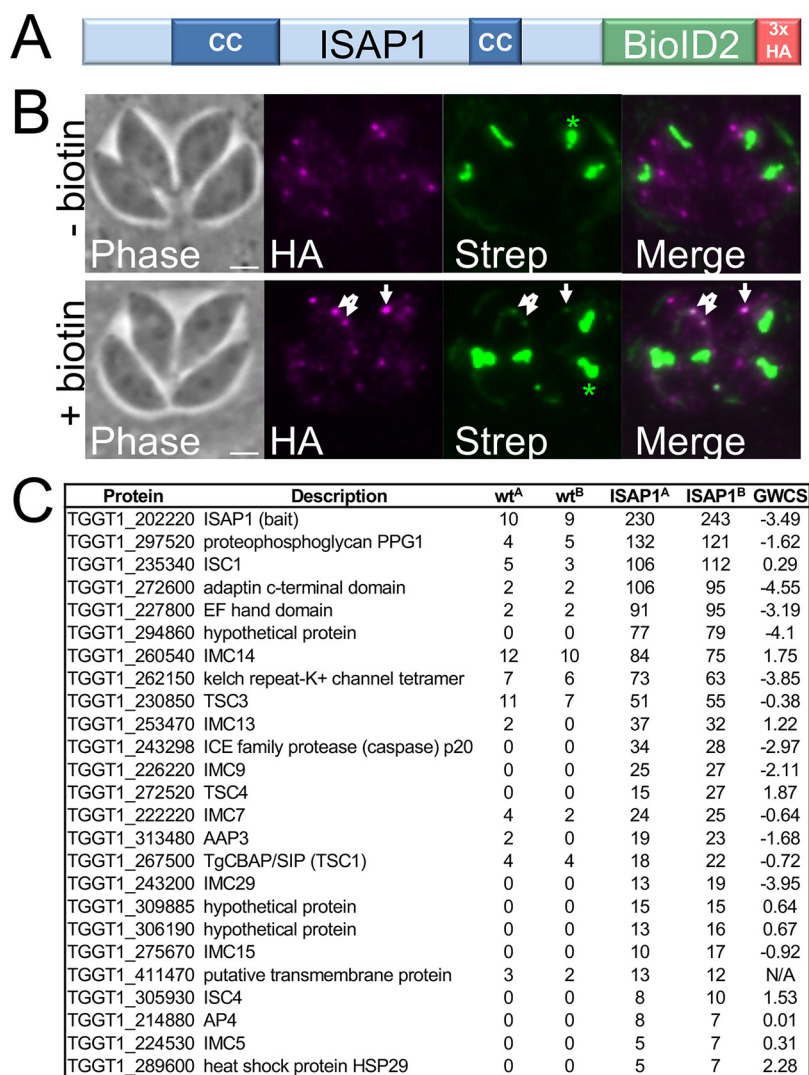 A
CC ISAP1 CC BioID2 3x HA
B
- biotin
Phase HA Strep Merge
*
+ biotin
Phase HA Strep Merge
*
C
Protein Description wtA wtB ISAP1A ISAP1B GWCS
TGGT1_202220 ISAP1 (bait) 10 9 230 243 -3.49
TGGT1_297520 proteophosphoglycan PPG1 4 5 132 121 -1.62
TGGT1_235340 ISC1 5 3 106 112 0.29
TGGT1_272600 adaptin c-terminal domain 2 2 106 95 -4.55
TGGT1_227800 EF hand domain 2 2 91 95 -3.19
TGGT1_294860 hypothetical protein 0 0 77 79 -4.1
TGGT1_260540 IMC14 12 10 84 75 1.75
TGGT1_262150 kelch repeat-K+ channel tetramer 7 6 73 63 -3.85
TGGT1_230850 TSC3 11 7 51 55 -0.38
TGGT1_253470 IMC13 2 0 37 32 1.22
TGGT1_243298 ICE family protease (caspase) p20 0 0 34 28 -2.97
TGGT1_226220 IMC9 0 0 25 27 -2.11
TGGT1_272520 TSC4 0 0 15 27 1.87
TGGT1_222220 IMC7 4 2 24 25 -0.64
TGGT1_313480 AAP3 2 0 19 23 -1.68
TGGT1_267500 TgCBAP/SIP (TSC1) 4 4 18 22 -0.72
TGGT1_243200 IMC29 0 0 13 19 -3.95
TGGT1_309885 hypothetical protein 0 0 15 15 0.64
TGGT1_306190 hypothetical protein 0 0 13 16 0.67
TGGT1_275670 IMC15 0 0 10 17 -0.92
TGGT1_411470 putative transmembrane protein 3 2 13 12 N/A
TGGT1_305930 ISC4 0 0 8 10 1.53
TGGT1_214880 AP4 0 0 8 7 0.01
TGGT1_224530 IMC5 0 0 5 7 0.31
TGGT1_289600 heat shock protein HSP29 0 0 5 7 2.28